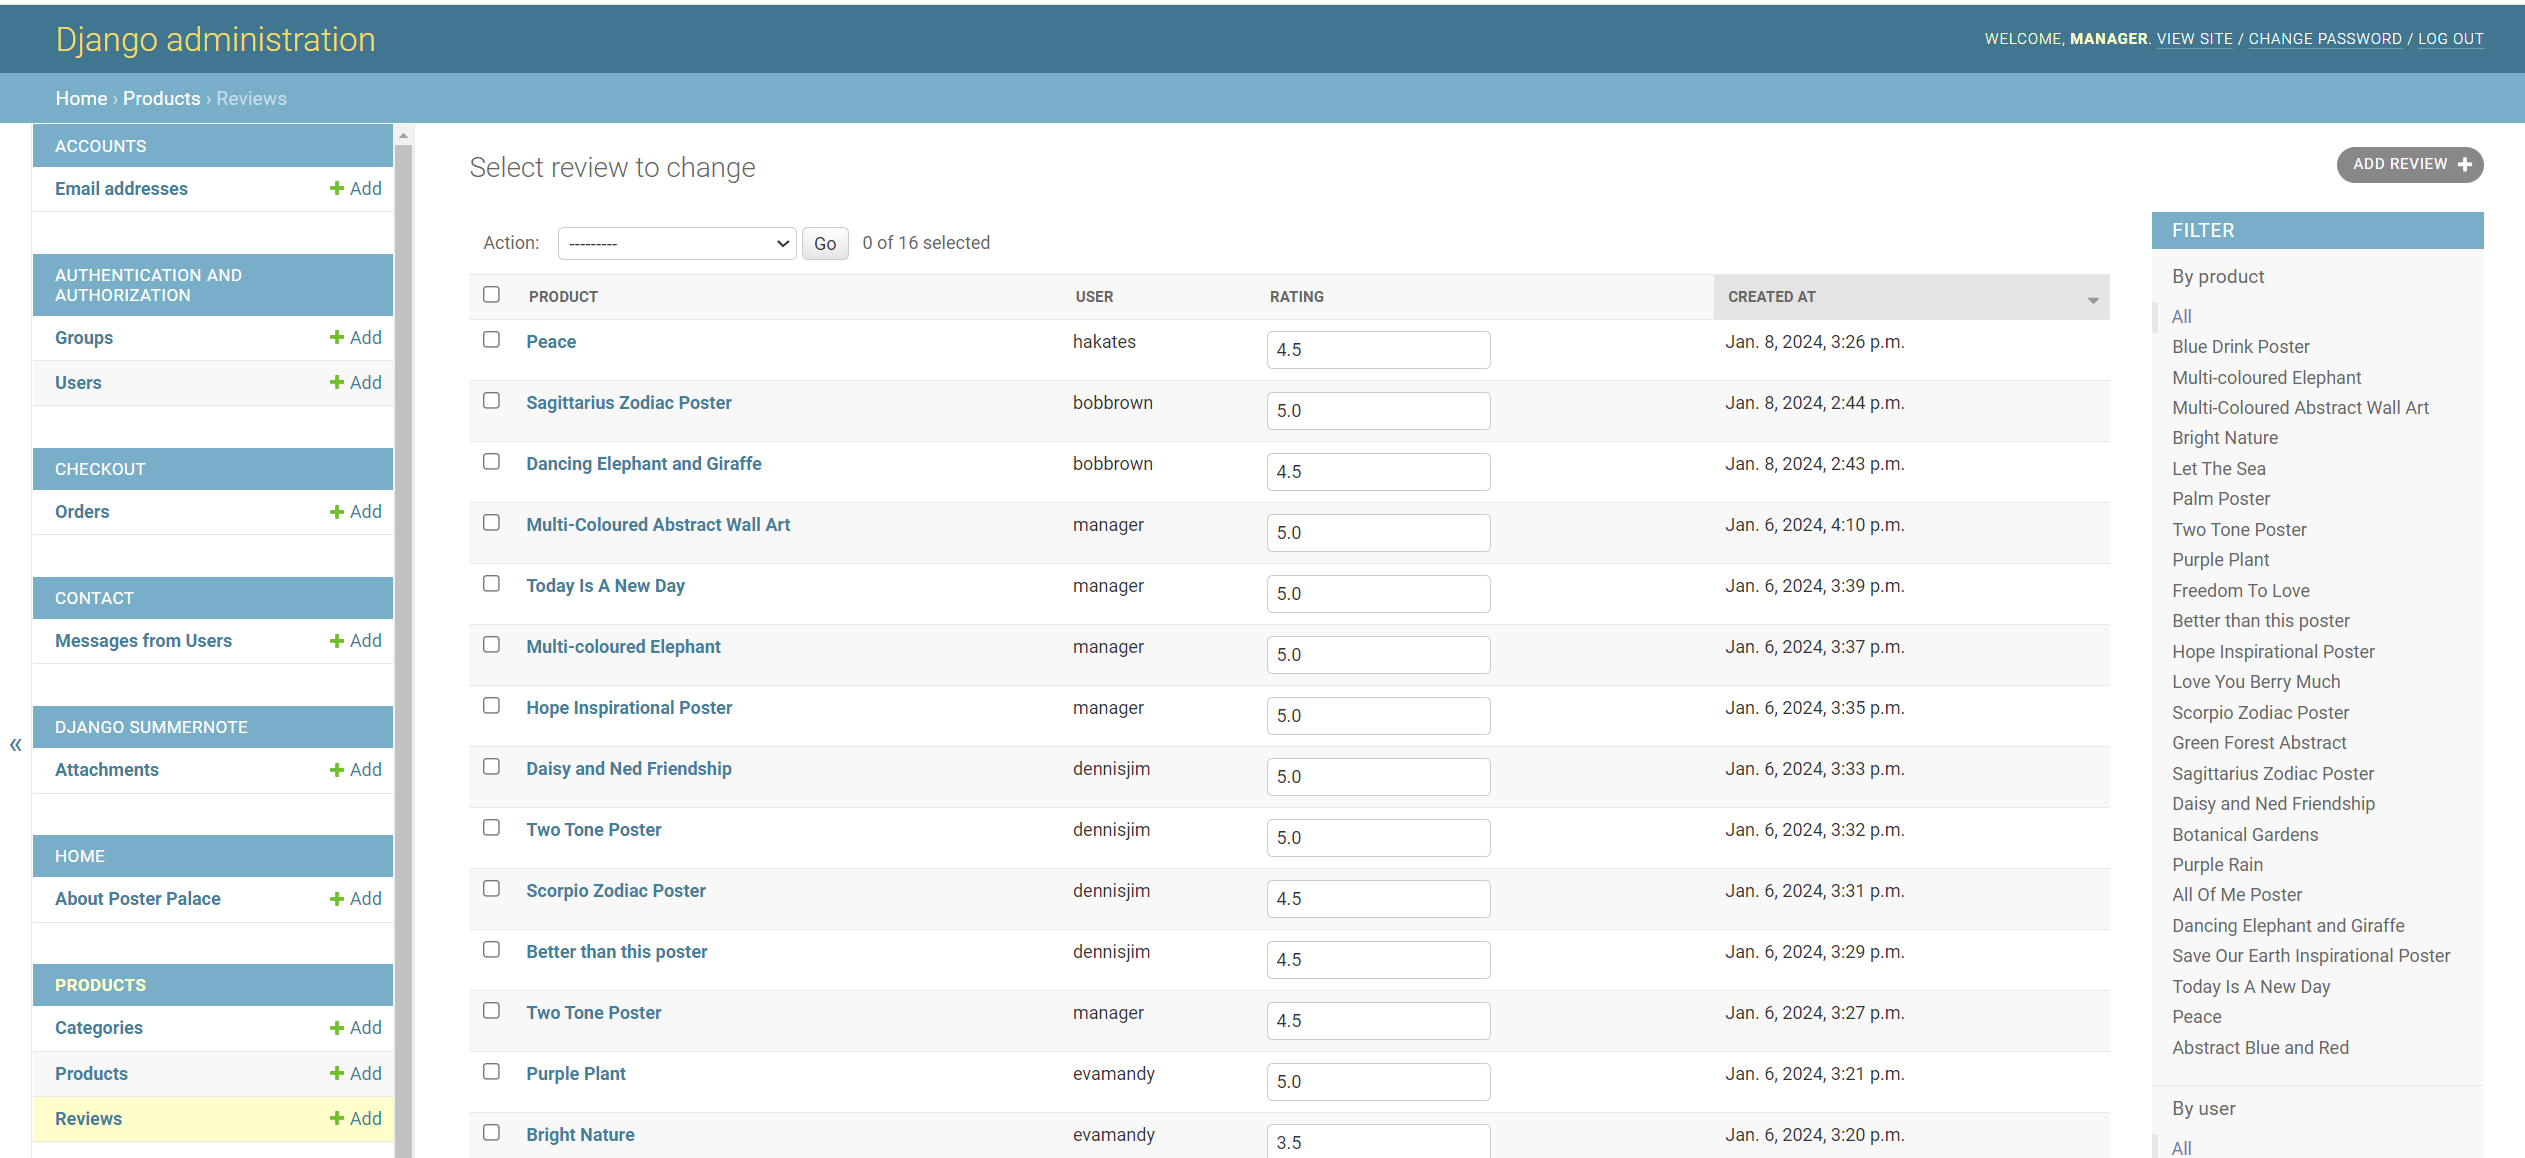 Django administration
WELCOME, MANAGER. VIEW SITE / CHANGE PASSWORD / LOG OUT
Home › Products › Reviews
ACCOUNTS
Email addresses + Add
AUTHENTICATION AND
AUTHORIZATION
Groups + Add
Users + Add
CHECKOUT
Orders + Add
CONTACT
Messages from Users + Add
DJANGO SUMMERNOTE
Attachments + Add
HOME
About Poster Palace + Add
PRODUCTS
Categories + Add
Products + Add
Reviews + Add
«
Select review to change
ADD REVIEW +
Action: --------- Go 0 of 16 selected
PRODUCT USER RATING CREATED AT
Peace hakates 4.5 Jan. 8, 2024, 3:26 p.m.
Sagittarius Zodiac Poster bobbrown 5.0 Jan. 8, 2024, 2:44 p.m.
Dancing Elephant and Giraffe bobbrown 4.5 Jan. 8, 2024, 2:43 p.m.
Multi-Coloured Abstract Wall Art manager 5.0 Jan. 6, 2024, 4:10 p.m.
Today Is A New Day manager 5.0 Jan. 6, 2024, 3:39 p.m.
Multi-coloured Elephant manager 5.0 Jan. 6, 2024, 3:37 p.m.
Hope Inspirational Poster manager 5.0 Jan. 6, 2024, 3:35 p.m.
Daisy and Ned Friendship dennisjim 5.0 Jan. 6, 2024, 3:33 p.m.
Two Tone Poster dennisjim 5.0 Jan. 6, 2024, 3:32 p.m.
Scorpio Zodiac Poster dennisjim 4.5 Jan. 6, 2024, 3:31 p.m.
Better than this poster dennisjim 4.5 Jan. 6, 2024, 3:29 p.m.
Two Tone Poster manager 4.5 Jan. 6, 2024, 3:27 p.m.
Purple Plant evamandy 5.0 Jan. 6, 2024, 3:21 p.m.
Bright Nature evamandy 3.5 Jan. 6, 2024, 3:20 p.m.
FILTER
By product
All
Blue Drink Poster
Multi-coloured Elephant
Multi-Coloured Abstract Wall Art
Bright Nature
Let The Sea
Palm Poster
Two Tone Poster
Purple Plant
Freedom To Love
Better than this poster
Hope Inspirational Poster
Love You Berry Much
Scorpio Zodiac Poster
Green Forest Abstract
Sagittarius Zodiac Poster
Daisy and Ned Friendship
Botanical Gardens
Purple Rain
All Of Me Poster
Dancing Elephant and Giraffe
Save Our Earth Inspirational Poster
Today Is A New Day
Peace
Abstract Blue and Red
By user
All